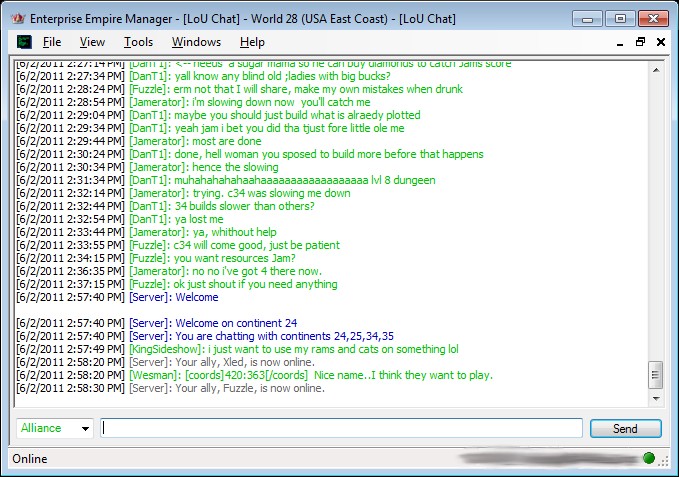 Enterprise Empire Manager - [LoU Chat] - World 28 (USA East Coast) - [LoU Chat]
File View Tools Windows Help
[6/2/2011 2:27:14 PM] [DanT1]: <-- needs a sugar mama so he can buy diamonds to catch Jams score
[6/2/2011 2:27:34 PM] [DanT1]: yall know any blind old ;ladies with big bucks?
[6/2/2011 2:28:24 PM] [Fuzzle]: erm not that I will share, make my own mistakes when drunk
[6/2/2011 2:28:54 PM] [Jamerator]: i'm slowing down now  you'll catch me
[6/2/2011 2:29:04 PM] [DanT1]: maybe you should just build what is alraedy plotted
[6/2/2011 2:29:34 PM] [DanT1]: yeah jam i bet you did tha tjust fore little ole me
[6/2/2011 2:29:44 PM] [Jamerator]: most are done
[6/2/2011 2:30:24 PM] [DanT1]: done, hell woman you sposed to build more before that happens
[6/2/2011 2:30:34 PM] [Jamerator]: hence the slowing
[6/2/2011 2:31:34 PM] [DanT1]: muhahahahahaahaaaaaaaaaaaaaaaaaa lvl 8 dungeen
[6/2/2011 2:32:14 PM] [Jamerator]: trying. c34 was slowing me down
[6/2/2011 2:32:44 PM] [DanT1]: 34 builds slower than others?
[6/2/2011 2:32:54 PM] [DanT1]: ya lost me
[6/2/2011 2:33:44 PM] [Jamerator]: ya, whithout help
[6/2/2011 2:33:55 PM] [Fuzzle]: c34 will come good, just be patient
[6/2/2011 2:34:15 PM] [Fuzzle]: you want resources Jam?
[6/2/2011 2:36:35 PM] [Jamerator]: no no i've got 4 there now.
[6/2/2011 2:37:15 PM] [Fuzzle]: ok just shout if you need anything
[6/2/2011 2:57:40 PM] [Server]: Welcome
[6/2/2011 2:57:40 PM] [Server]: Welcome on continent 24
[6/2/2011 2:57:40 PM] [Server]: You are chatting with continents 24,25,34,35
[6/2/2011 2:57:49 PM] [KingSideshow]: i just want to use my rams and cats on something lol
[6/2/2011 2:58:20 PM] [Server]: Your ally, Xled, is now online.
[6/2/2011 2:58:20 PM] [Wesman]: [coords]420:363[/coords]  Nice name..I think they want to play.
[6/2/2011 2:58:30 PM] [Server]: Your ally, Fuzzle, is now online.
Alliance Send
Online